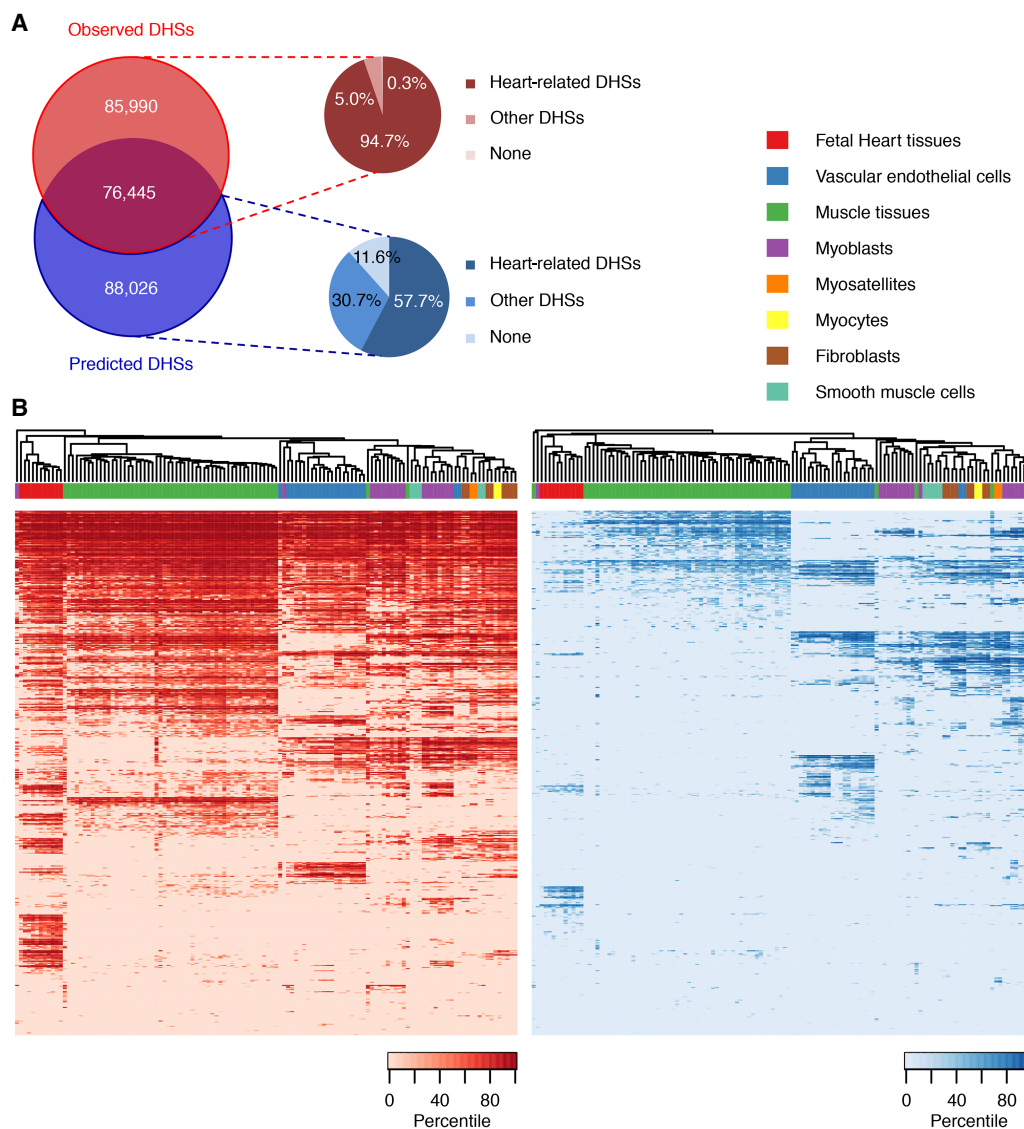 A
Observed DHSs
85,990
76,445
88,026
Predicted DHSs
0.3%
5.0%
94.7%
Heart-related DHSs
Other DHSs
None
11.6%
30.7%
57.7%
Heart-related DHSs
Other DHSs
None
Fetal Heart tissues
Vascular endothelial cells
Muscle tissues
Myoblasts
Myosatellites
Myocytes
Fibroblasts
Smooth muscle cells
B
0 40 80
Percentile
0 40 80
Percentile